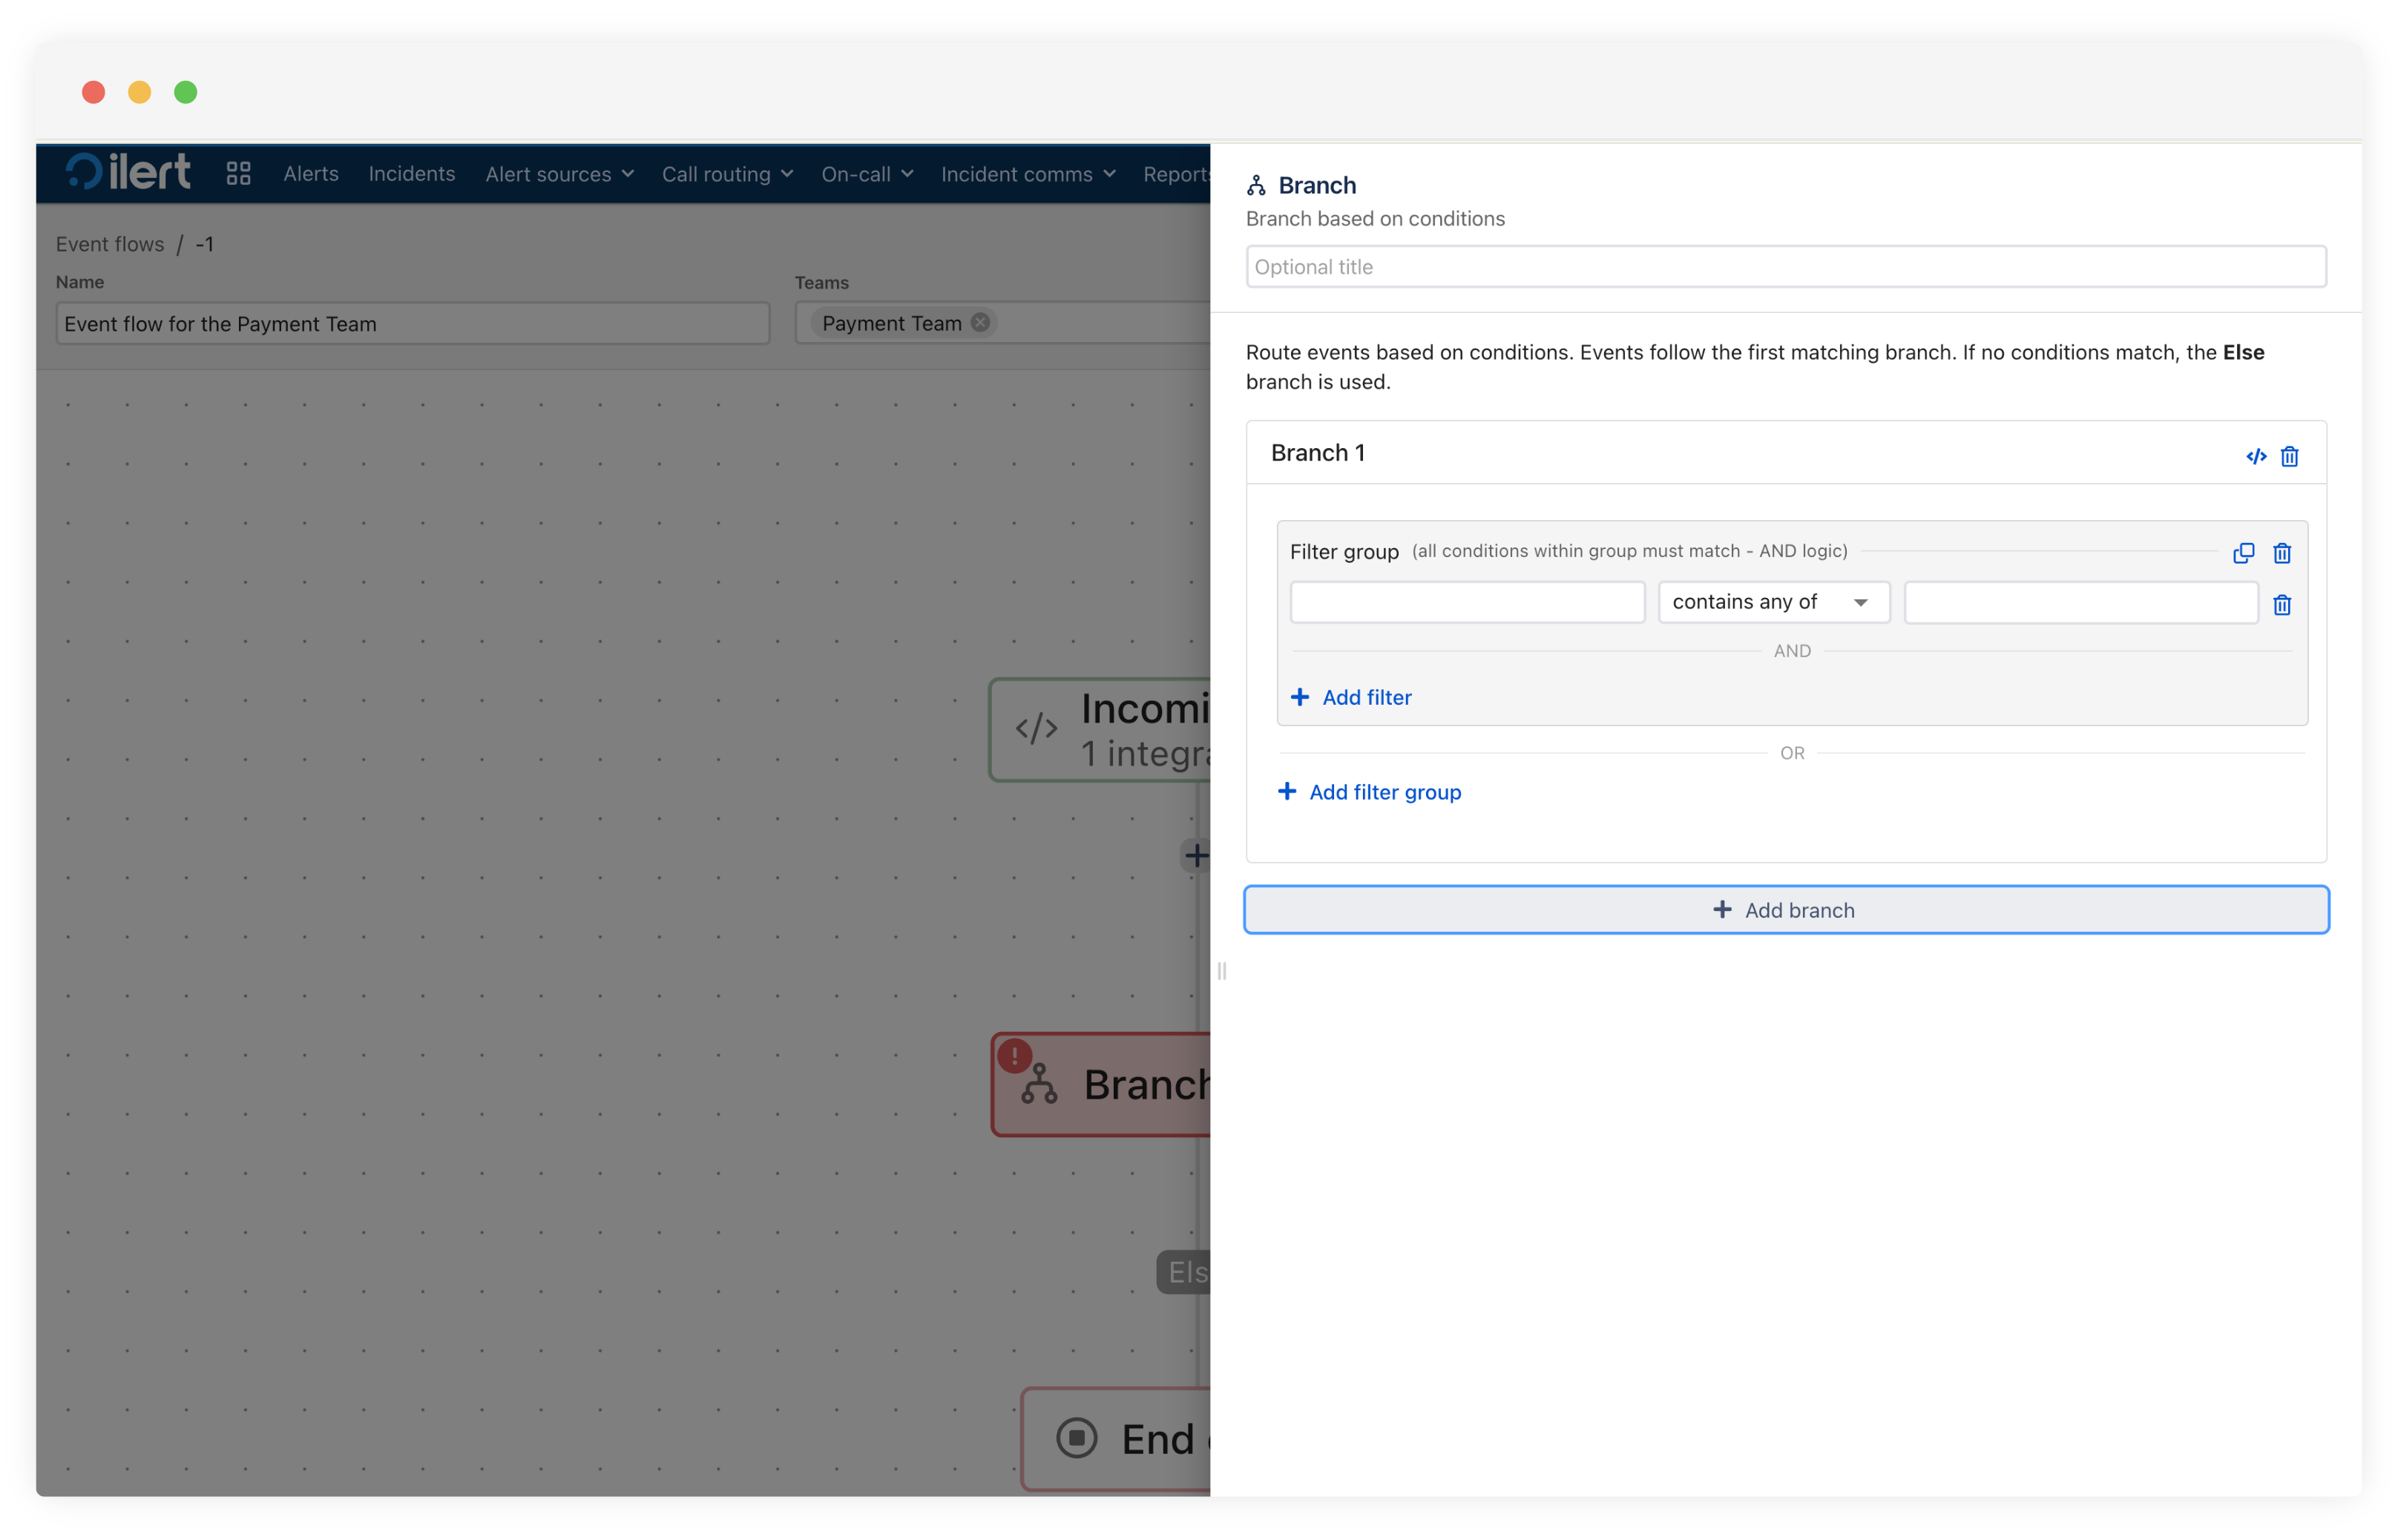 ilert
Alerts
Incidents
Alert sources
Call routing
On-call
Incident comms
Reports
Event flows / -1
Name
Teams
Event flow for the Payment Team
Payment Team
Incomi
1 integra
Branch
Els
End
Branch
Branch based on conditions
Optional title
Route events based on conditions. Events follow the first matching branch. If no conditions match, the Else
branch is used.
Branch 1
Filter group (all conditions within group must match - AND logic)
contains any of
AND
+ Add filter
OR
+ Add filter group
+ Add branch